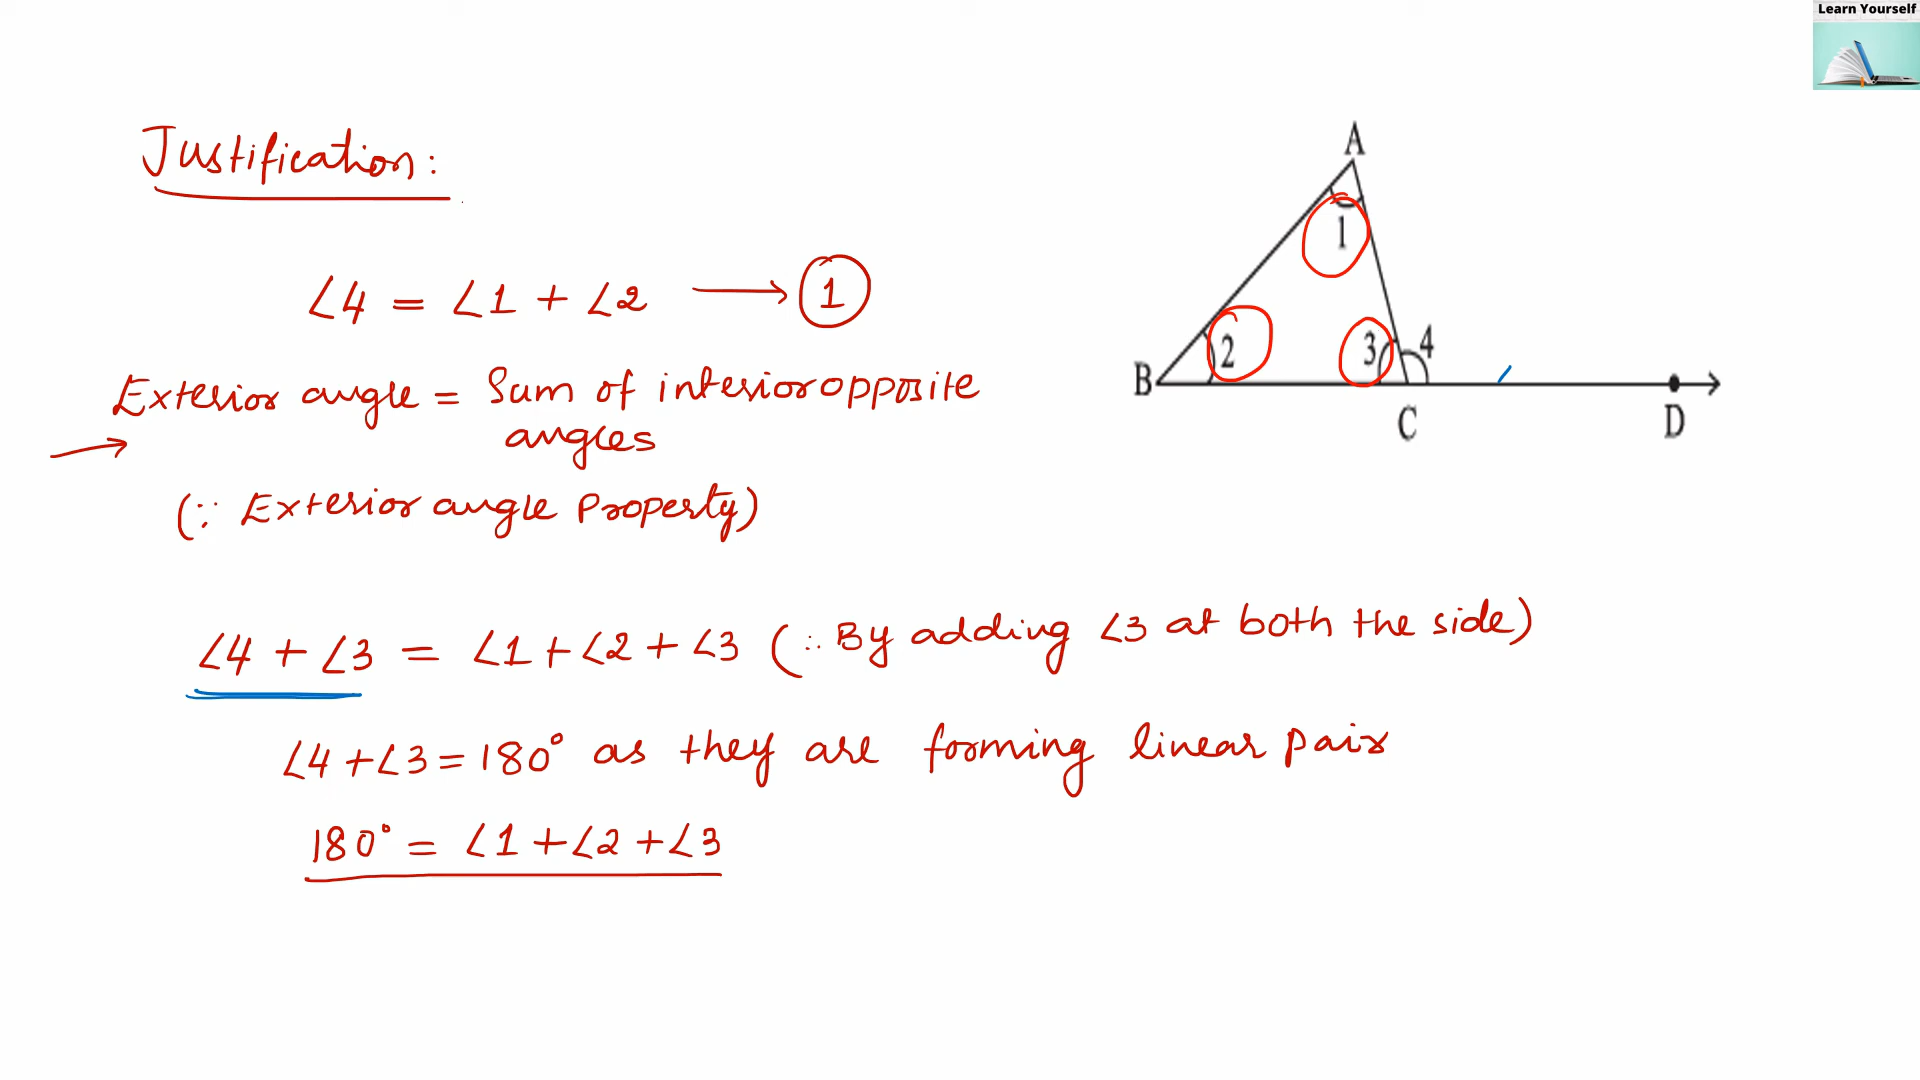 Learn Yourself
Justification:
∠4 = ∠1 + ∠2 ⟶ ①
Exterior angle = Sum of interior opposite
angles
(∵ Exterior angle Property)
∠4 + ∠3 = ∠1 + ∠2 + ∠3 (∴ By adding ∠3 at both the side)
∠4 + ∠3 = 180° as they are forming linear pair
180° = ∠1 + ∠2 + ∠3
A
1
2
3
4
B
C
D